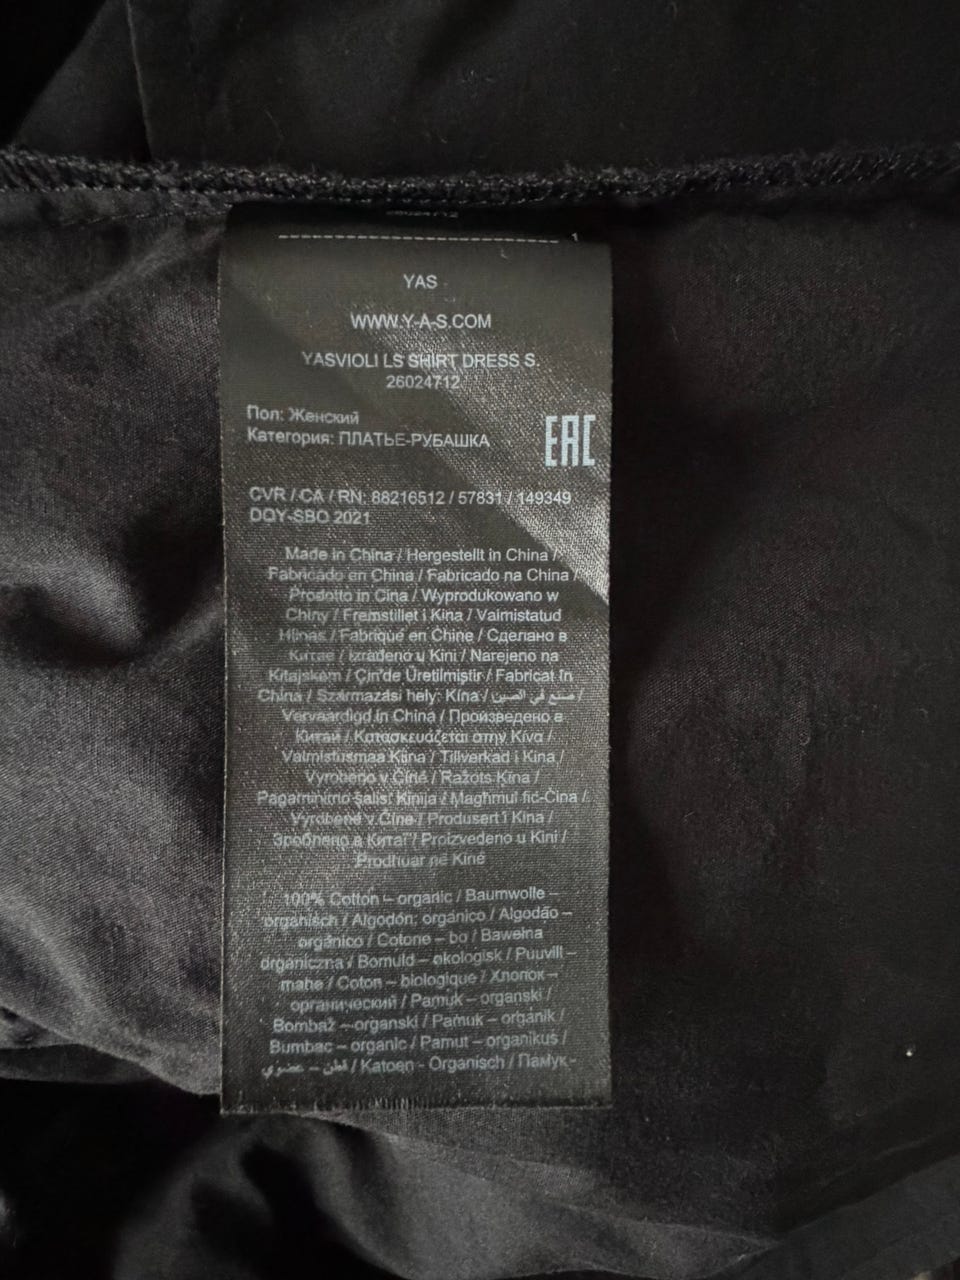 26024712
1
YAS
WWW.Y-A-S.COM
YASVIOLI LS SHIRT DRESS S.
26024712
Пол: Женский
Категория: ПЛАТЬЕ-РУБАШКА
EAC
CVR / CA / RN: 88216512 / 57831 / 149349
DQY-SBO 2021
Made in China / Hergestellt in China /
Fabricado en China / Fabricado na China /
Prodotto in Cina / Wyprodukowano w
Chiny / Fremstillet i Kina / Valmistatud
Hiinas / Fabriqué en Chine / Сделано в
Китае / Izrađeno u Kini / Narejeno na
Kitajskem / Çin'de Üretilmiştir / Fabricat în
China / Származási hely: Kína / صنع في الصين /
Vervaardigd in China / Произведено в
Китай / Κατασκευάζεται στην Κίνα /
Valmistusmaa Kiina / Tillverkad i Kina /
Vyrobeno v Číně / Ražots Ķīnā /
Pagaminimo šalis: Kinija / Magħmul fiċ-Ċina /
Vyrobené v Číne / Produsert i Kina /
Зроблено в Китаї / Proizvedeno u Kini /
Prodhuar në Kinë
100% Cotton – organic / Baumwolle –
organisch / Algodón: orgánico / Algodão –
orgânico / Cotone – bo / Bawełna
organiczna / Bomuld – økologisk / Puuvill –
mahe / Coton – biologique / Хлопок –
органический / Pamuk – organski /
Bombaž – organski / Pamuk – organik /
Bumbac – organic / Pamut – organikus /
قطن – عضوي / Katoen - Organisch / Памук-